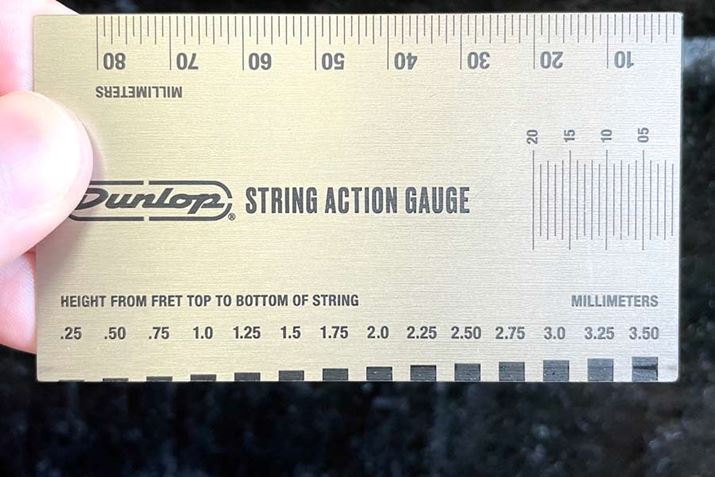 80 70 60 50 40 30 20 10
MILLIMETERS
20 15 10 05
Dunlop® STRING ACTION GAUGE
HEIGHT FROM FRET TOP TO BOTTOM OF STRING MILLIMETERS
.25 .50 .75 1.0 1.25 1.5 1.75 2.0 2.25 2.50 2.75 3.0 3.25 3.50